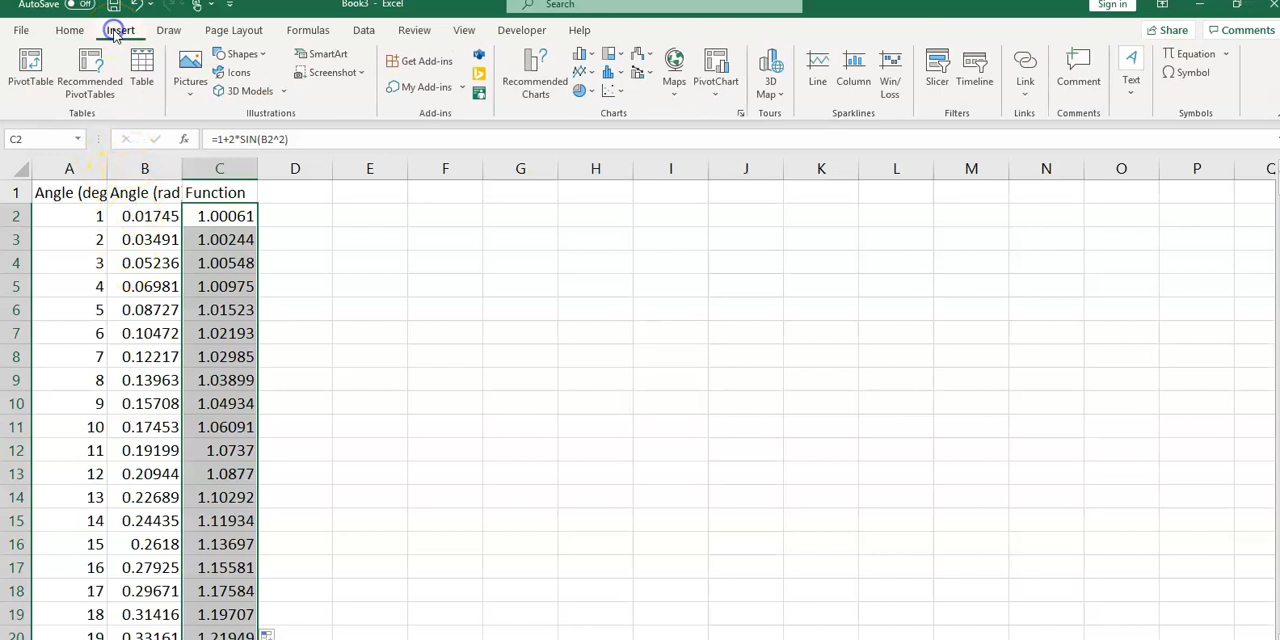 AutoSave Off Book3 - Excel Search Sign in
File Home Insert Draw Page Layout Formulas Data Review View Developer Help Share Comments
PivotTable Recommended PivotTables Table Pictures Shapes Icons 3D Models SmartArt Screenshot Get Add-ins My Add-ins Recommended Charts Maps PivotChart 3D Map Line Column Win/Loss Slicer Timeline Link Comment Text Equation Symbol
Tables Illustrations Add-ins Charts Tours Sparklines Filters Links Comments Symbols
C2 fx =1+2*SIN(B2^2)
A B C D E F G H I J K L M N O P Q
1 Angle (deg Angle (rad Function
2 1 0.01745 1.00061
3 2 0.03491 1.00244
4 3 0.05236 1.00548
5 4 0.06981 1.00975
6 5 0.08727 1.01523
7 6 0.10472 1.02193
8 7 0.12217 1.02985
9 8 0.13963 1.03899
10 9 0.15708 1.04934
11 10 0.17453 1.06091
12 11 0.19199 1.0737
13 12 0.20944 1.0877
14 13 0.22689 1.10292
15 14 0.24435 1.11934
16 15 0.2618 1.13697
17 16 0.27925 1.15581
18 17 0.29671 1.17584
19 18 0.31416 1.19707
20 19 0.33161 1.21949